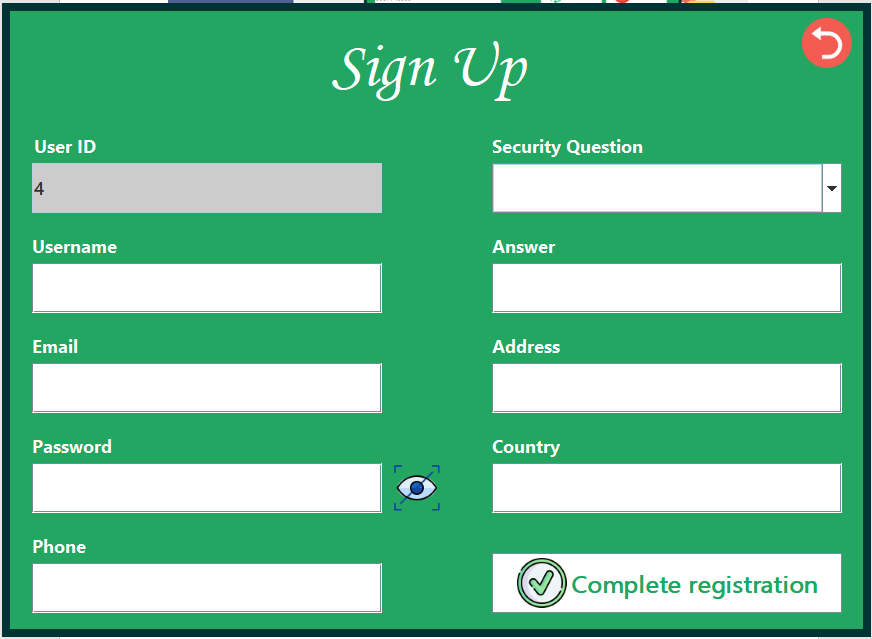 Sign Up
User ID
4
Username
Email
Password
Phone
Security Question
Answer
Address
Country
Complete registration